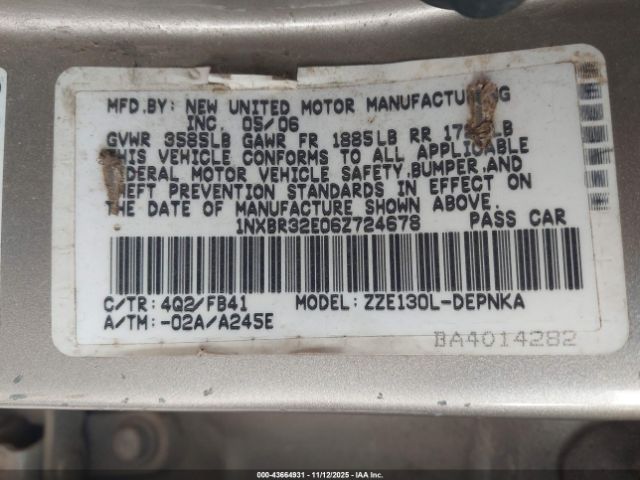 MFD.BY: NEW UNITED MOTOR MANUFACTURING
INC. 05/06
GVWR 3585LB GAWR FR 1885LB RR LB
THIS VEHICLE CONFORMS TO ALL APPLICABLE
FEDERAL MOTOR VEHICLE SAFETY,BUMPER,AND
THEFT PREVENTION STANDARDS IN EFFECT ON
THE DATE OF MANUFACTURE SHOWN ABOVE.
1NXBR32E06Z724678 PASS CAR
C/TR: 4Q2/FB41 MODEL: ZZE130L-DEPNKA
A/TM: -02A/A245E
BA4014282
000-43664931 - 11/12/2025 - IAA Inc.